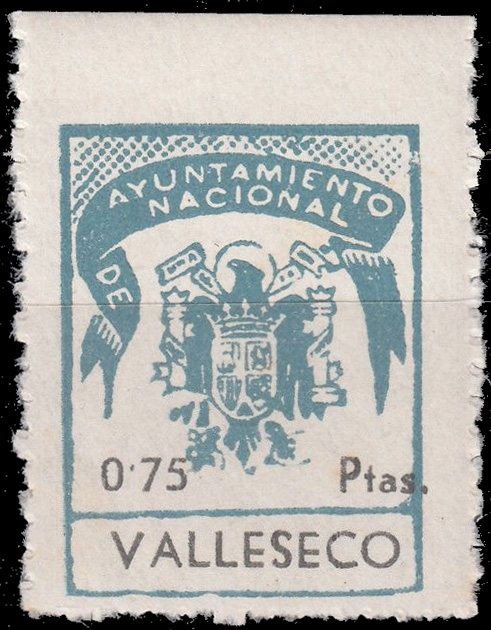 AYUNTAMIENTO
NACIONAL
DE
0'75 Ptas.
VALLESECO